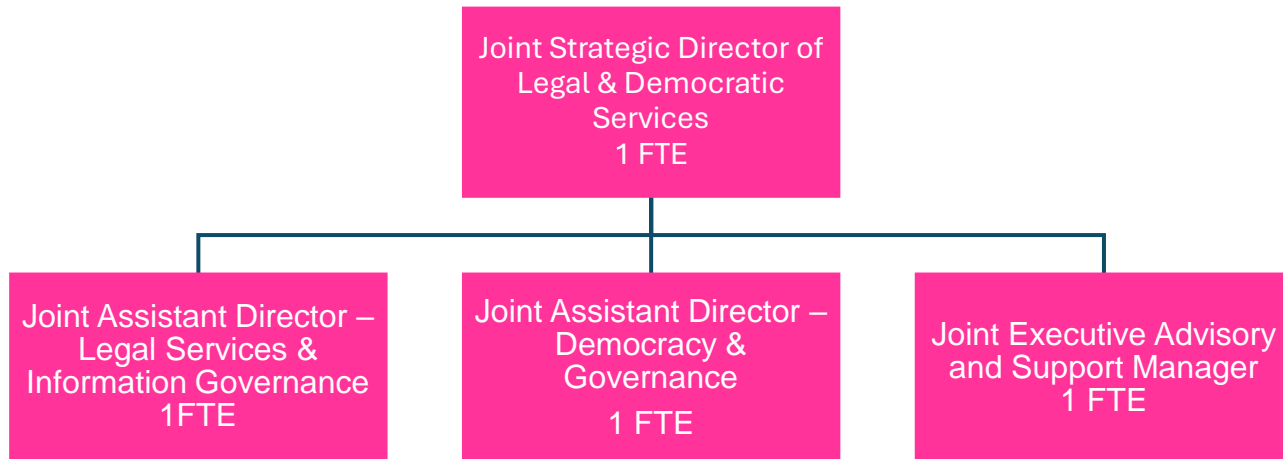 Joint Strategic Director of
Legal & Democratic
Services
1 FTE
Joint Assistant Director –
Legal Services &
Information Governance
1FTE
Joint Assistant Director –
Democracy &
Governance
1 FTE
Joint Executive Advisory
and Support Manager
1 FTE